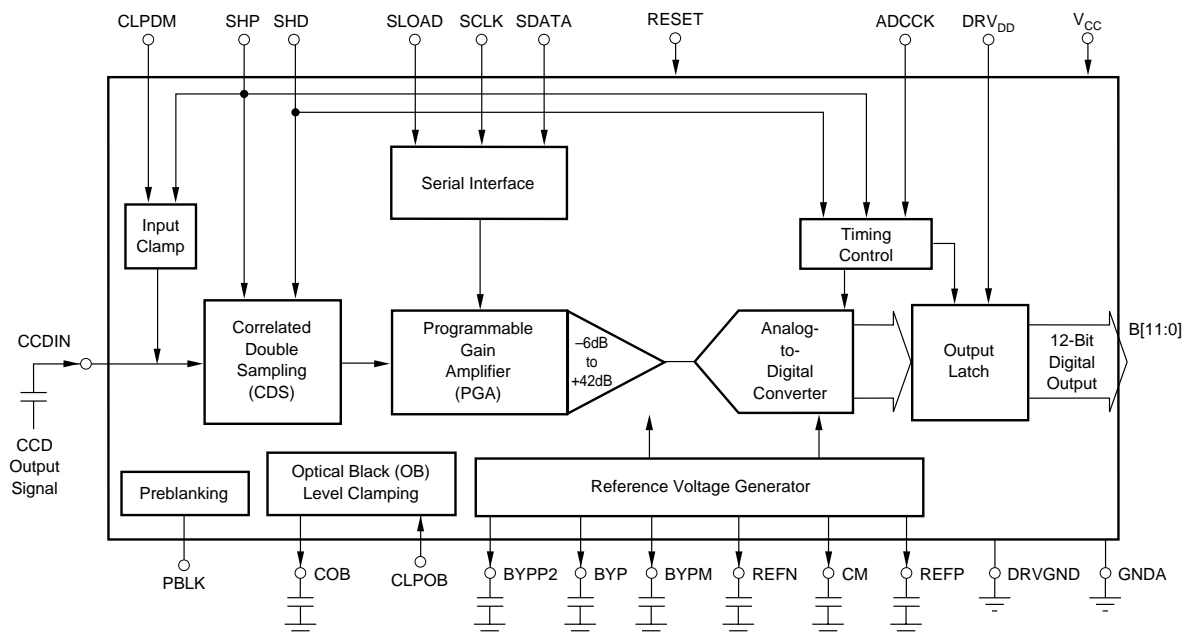 CLPDM SHP SHD SLOAD SCLK SDATA RESET ADCCK DRVDD VCC
Serial Interface
Input
Clamp
Timing
Control
CCDIN
Correlated
Double
Sampling
(CDS)
Programmable
Gain
Amplifier
(PGA)
–6dB
to
+42dB
Analog-
to-
Digital
Converter
Output
Latch
12-Bit
Digital
Output
B[11:0]
CCD
Output
Signal
Preblanking
Optical Black (OB)
Level Clamping
Reference Voltage Generator
PBLK COB CLPOB BYPP2 BYP BYPM REFN CM REFP DRVGND GNDA